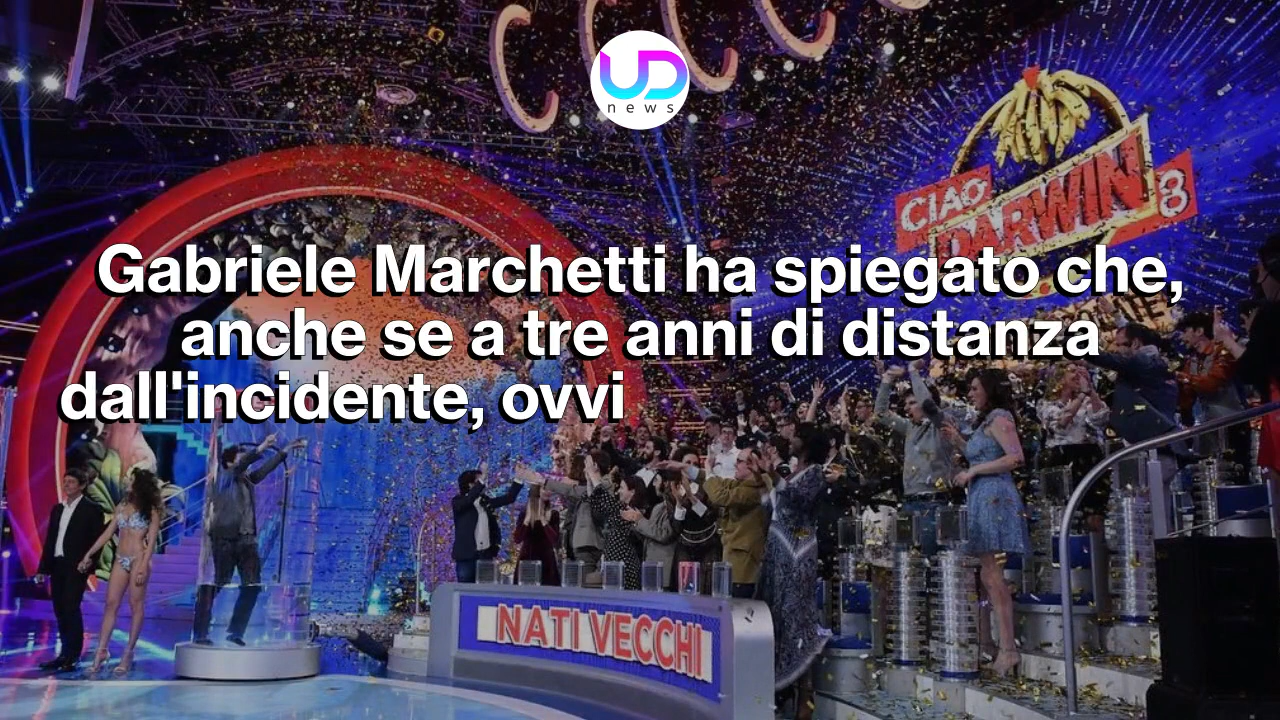 UD
news
CIAO
DARWIN 8
Gabriele Marchetti ha spiegato che,
anche se a tre anni di distanza
dall'incidente, ovvi
NATI VECCHI